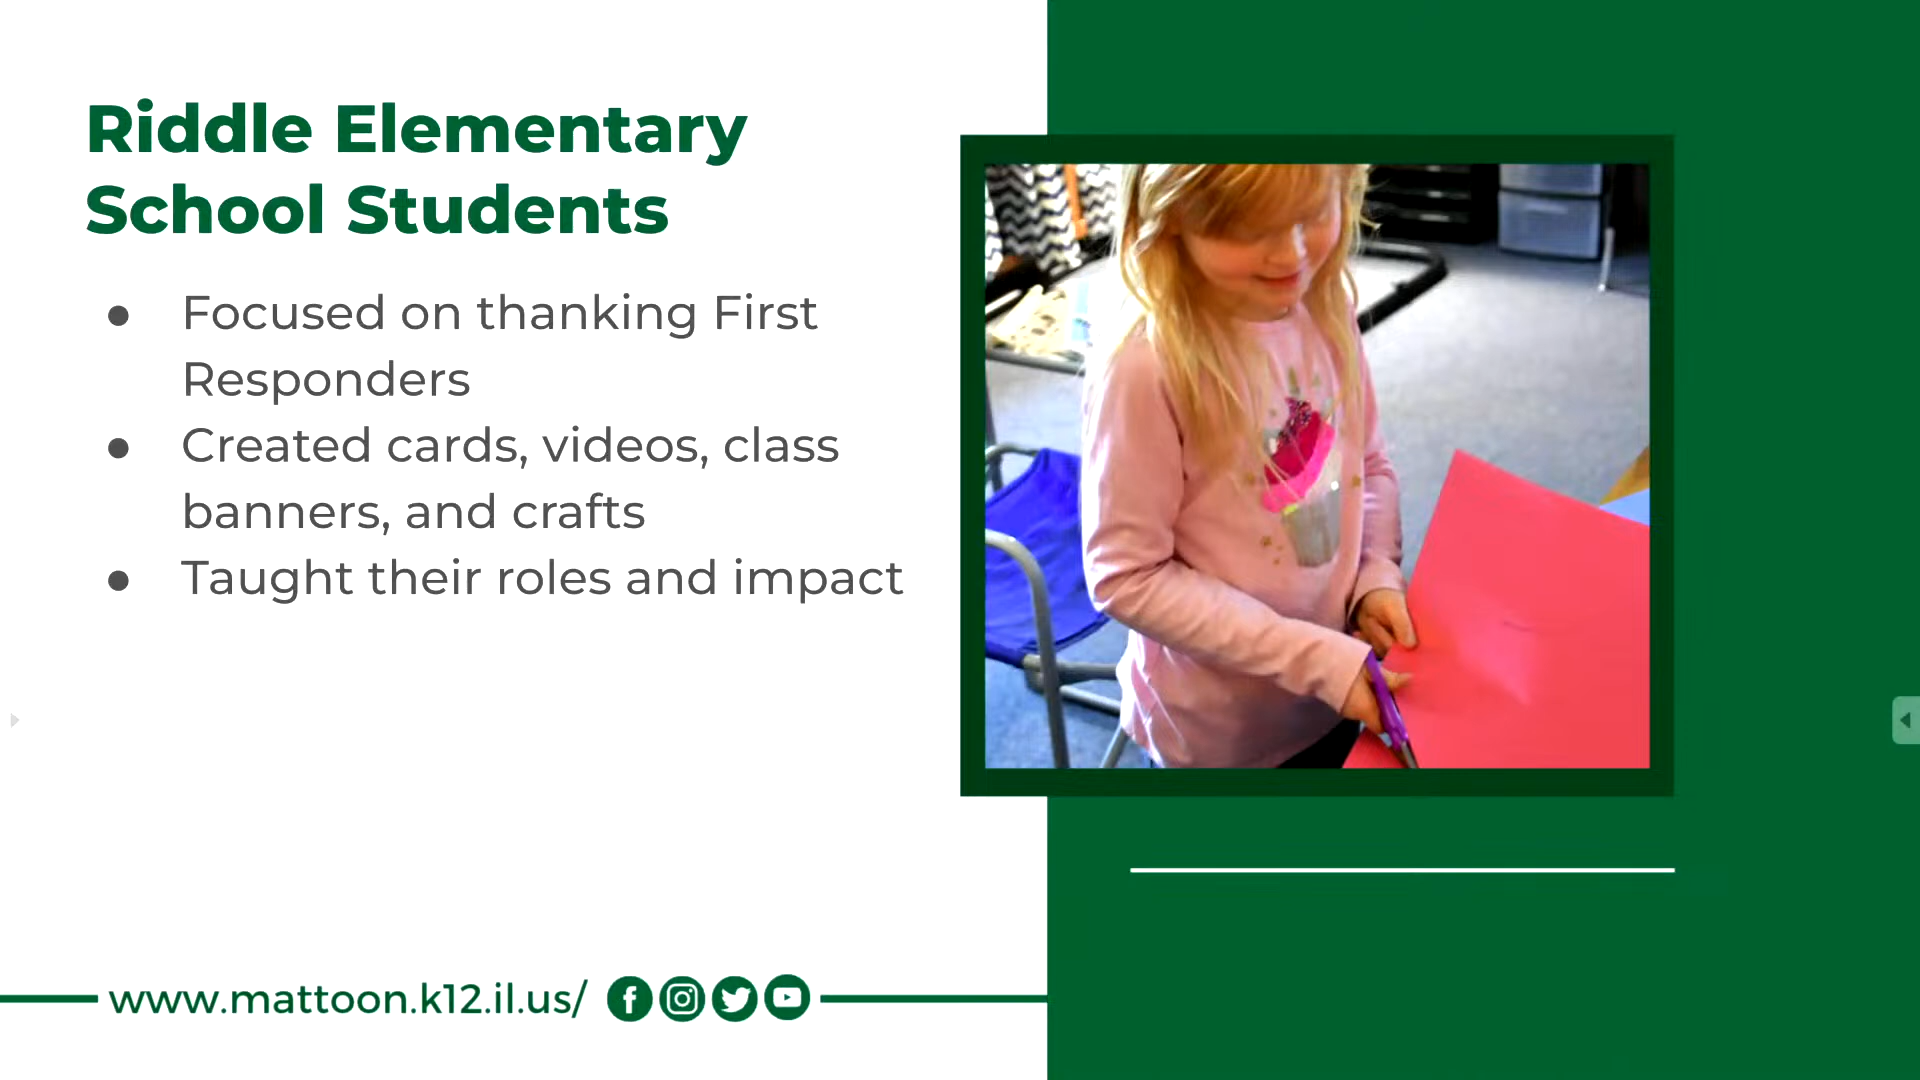 Riddle Elementary
School Students
● Focused on thanking First
Responders
● Created cards, videos, class
banners, and crafts
● Taught their roles and impact
www.mattoon.k12.il.us/